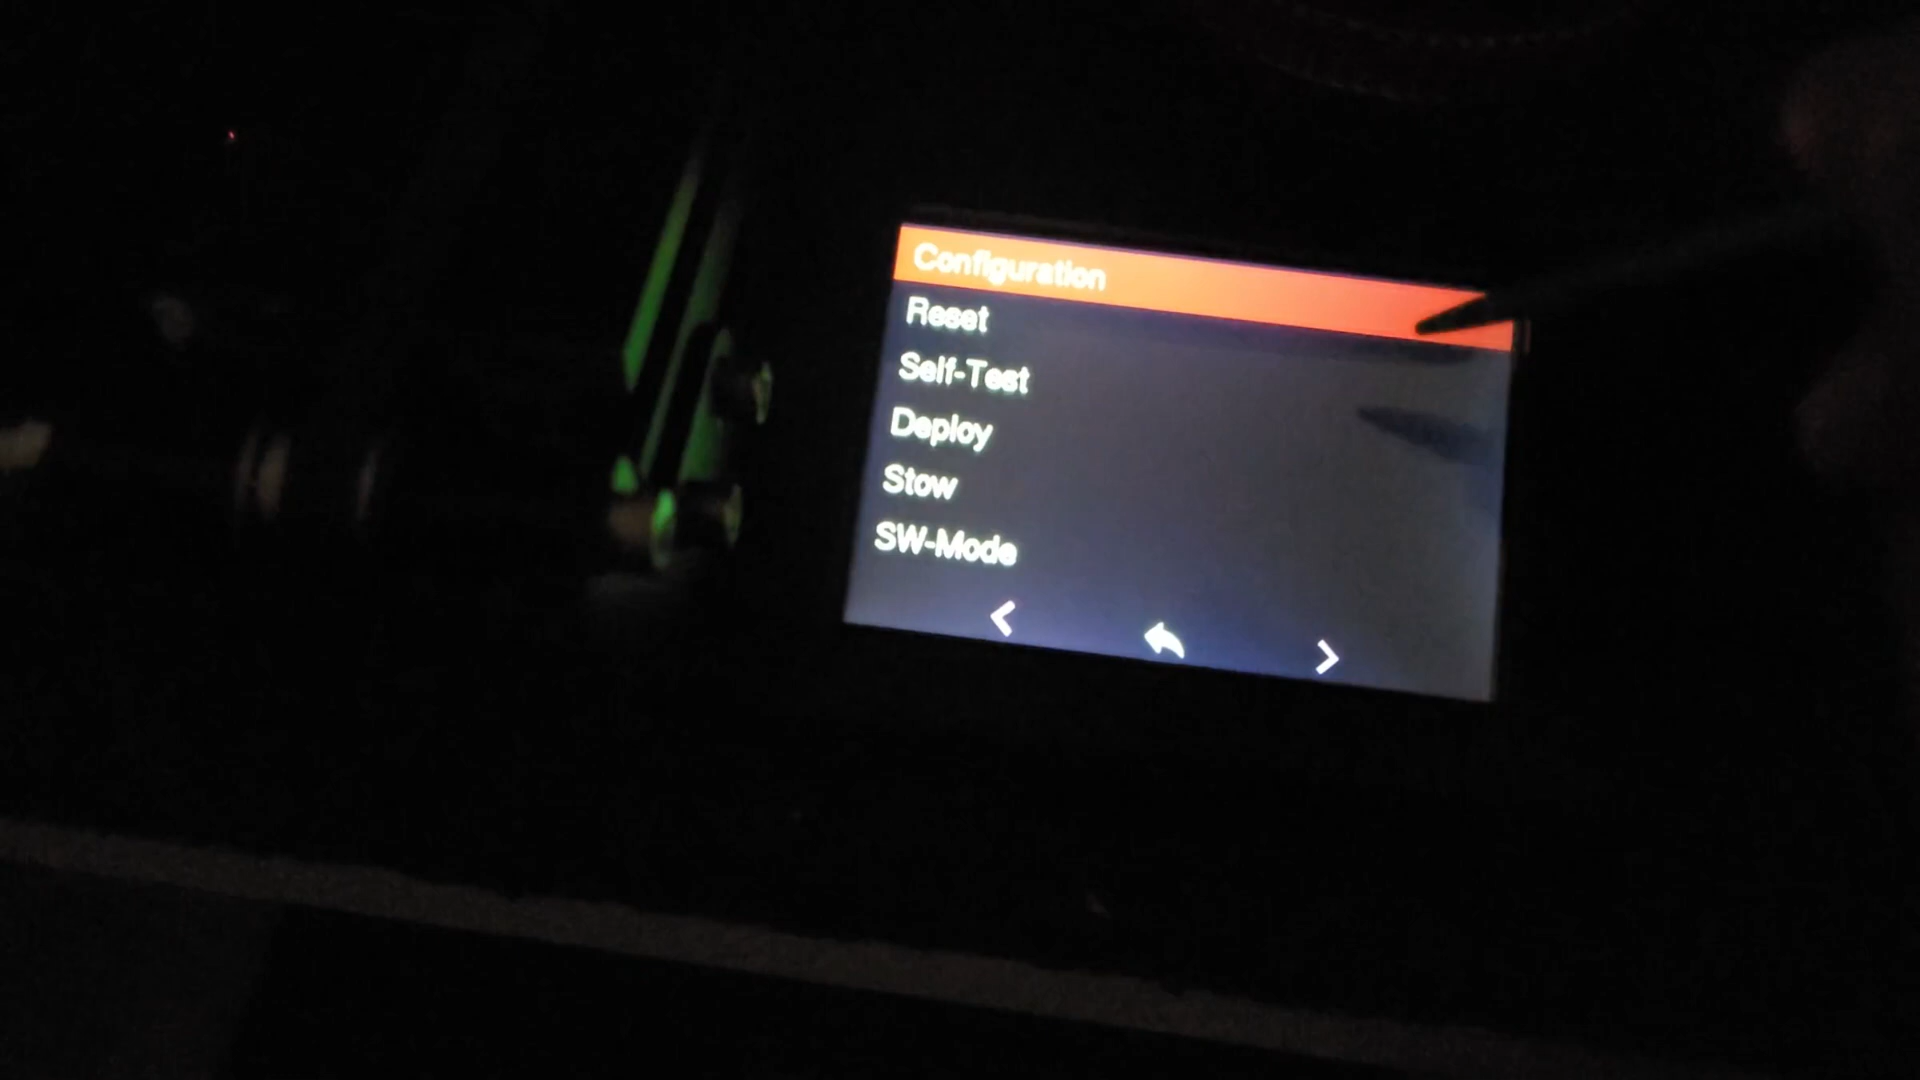 Configuration
Reset
Self-Test
Deploy
Stow
SW-Mode